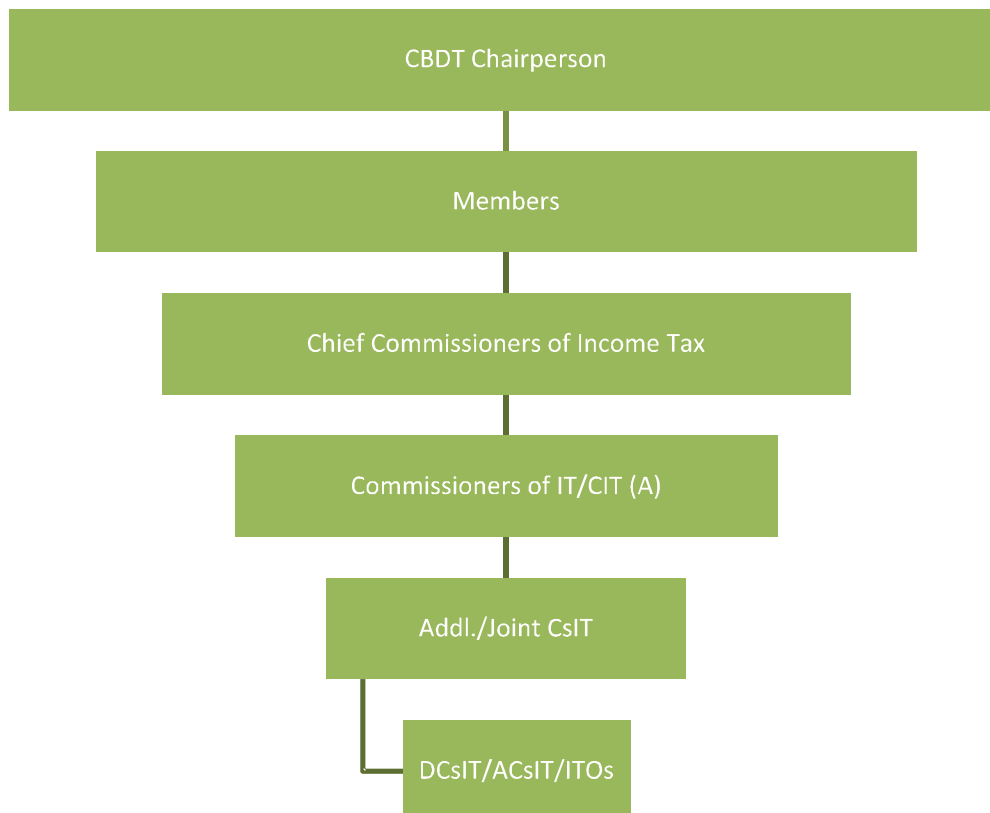 CBDT Chairperson
Members
Chief Commissioners of Income Tax
Commissioners of IT/CIT (A)
Addl./Joint CsIT
DCsIT/ACsIT/ITOs